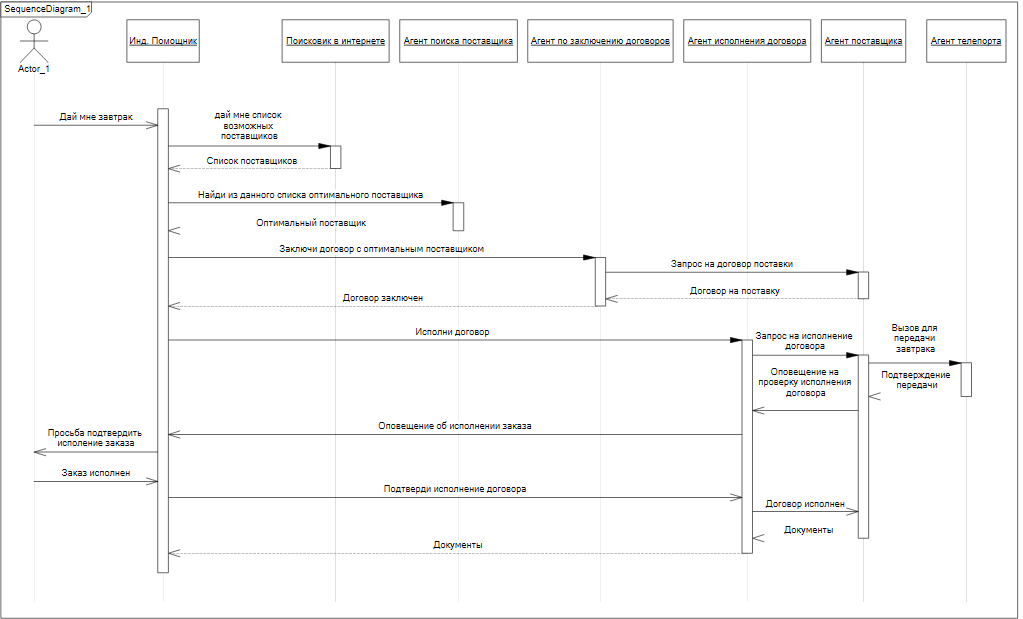 SequenceDiagram_1
Actor_1
Инд. Помощник
Поисковик в интернете
Агент поиска поставщика
Агент по заключению договоров
Агент исполнения договора
Агент поставщика
Агент телепорта
Дай мне завтрак
дай мне список
возможных
поставщиков
Список поставщиков
Найди из данного списка оптимального поставщика
Оптимальный поставщик
Заключи договор с оптимальным поставщиком
Запрос на договор поставки
Договор на поставку
Договор заключен
Исполни договор
Запрос на исполнение
договора
Вызов для
передачи
завтрака
Оповещение на
проверку исполнения
договора
Подтверждение
передачи
Оповещение об исполнении заказа
Просьба подтвердить
исполение заказа
Заказ исполнен
Подтверди исполнение договора
Договор исполнен
Документы
Документы